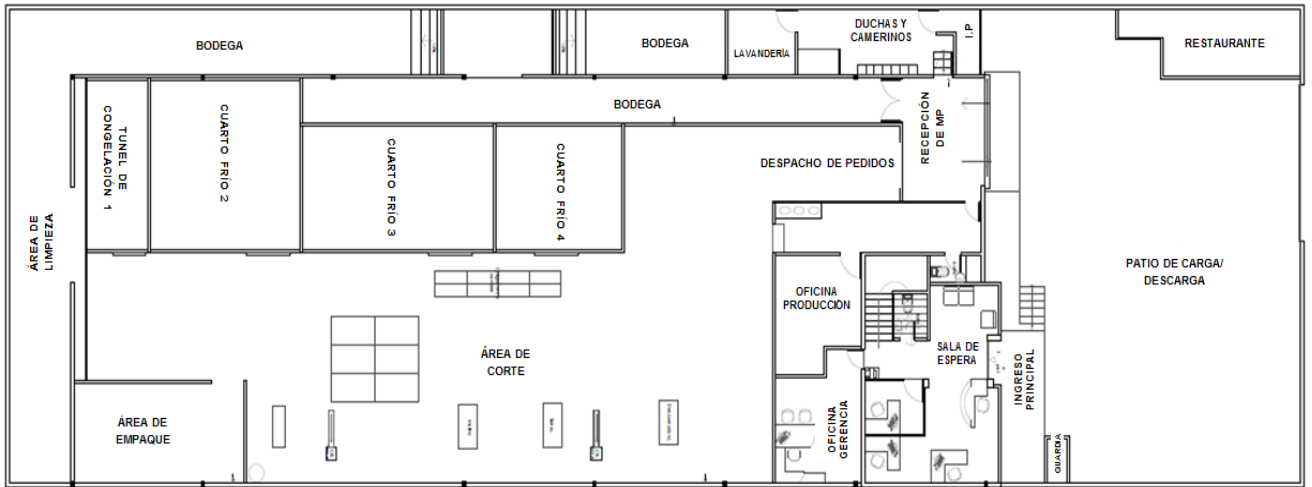 BODEGA
BODEGA
LAVANDERÍA
DUCHAS Y
CAMERINOS
I.P
RESTAURANTE
BODEGA
RECEPCIÓN
DE MP
TUNEL DE
CONGELACIÓN 1
CUARTO FRÍO 2
CUARTO FRÍO 3
CUARTO FRÍO 4
DESPACHO DE PEDIDOS
ÁREA DE
LIMPIEZA
PATIO DE CARGA/
DESCARGA
OFICINA
PRODUCCIÓN
SALA DE
ESPERA
INGRESO
PRINCIPAL
ÁREA DE
CORTE
ÁREA DE
EMPAQUE
OFICINA
GERENCIA
GUARDIA